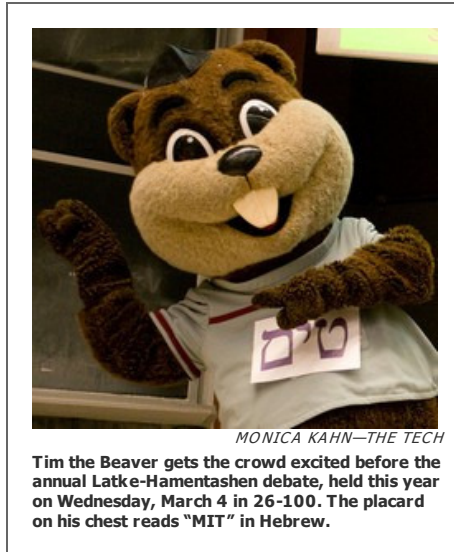 טים
MONICA KAHN—THE TECH
Tim the Beaver gets the crowd excited before the
annual Latke-Hamentashen debate, held this year
on Wednesday, March 4 in 26-100. The placard
on his chest reads “MIT” in Hebrew.